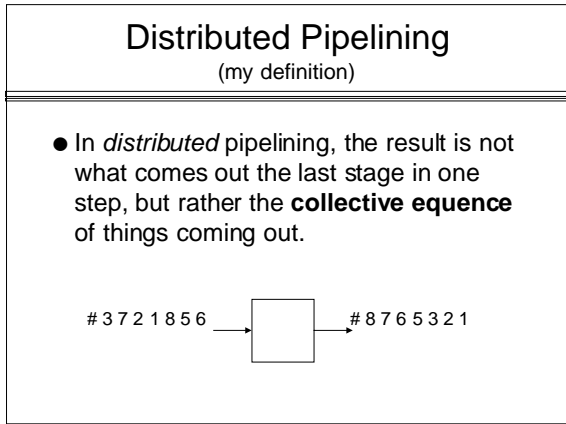 Distributed Pipelining
(my definition)
● In distributed pipelining, the result is not
what comes out the last stage in one
step, but rather the collective equence
of things coming out.
# 3 7 2 1 8 5 6
# 8 7 6 5 3 2 1